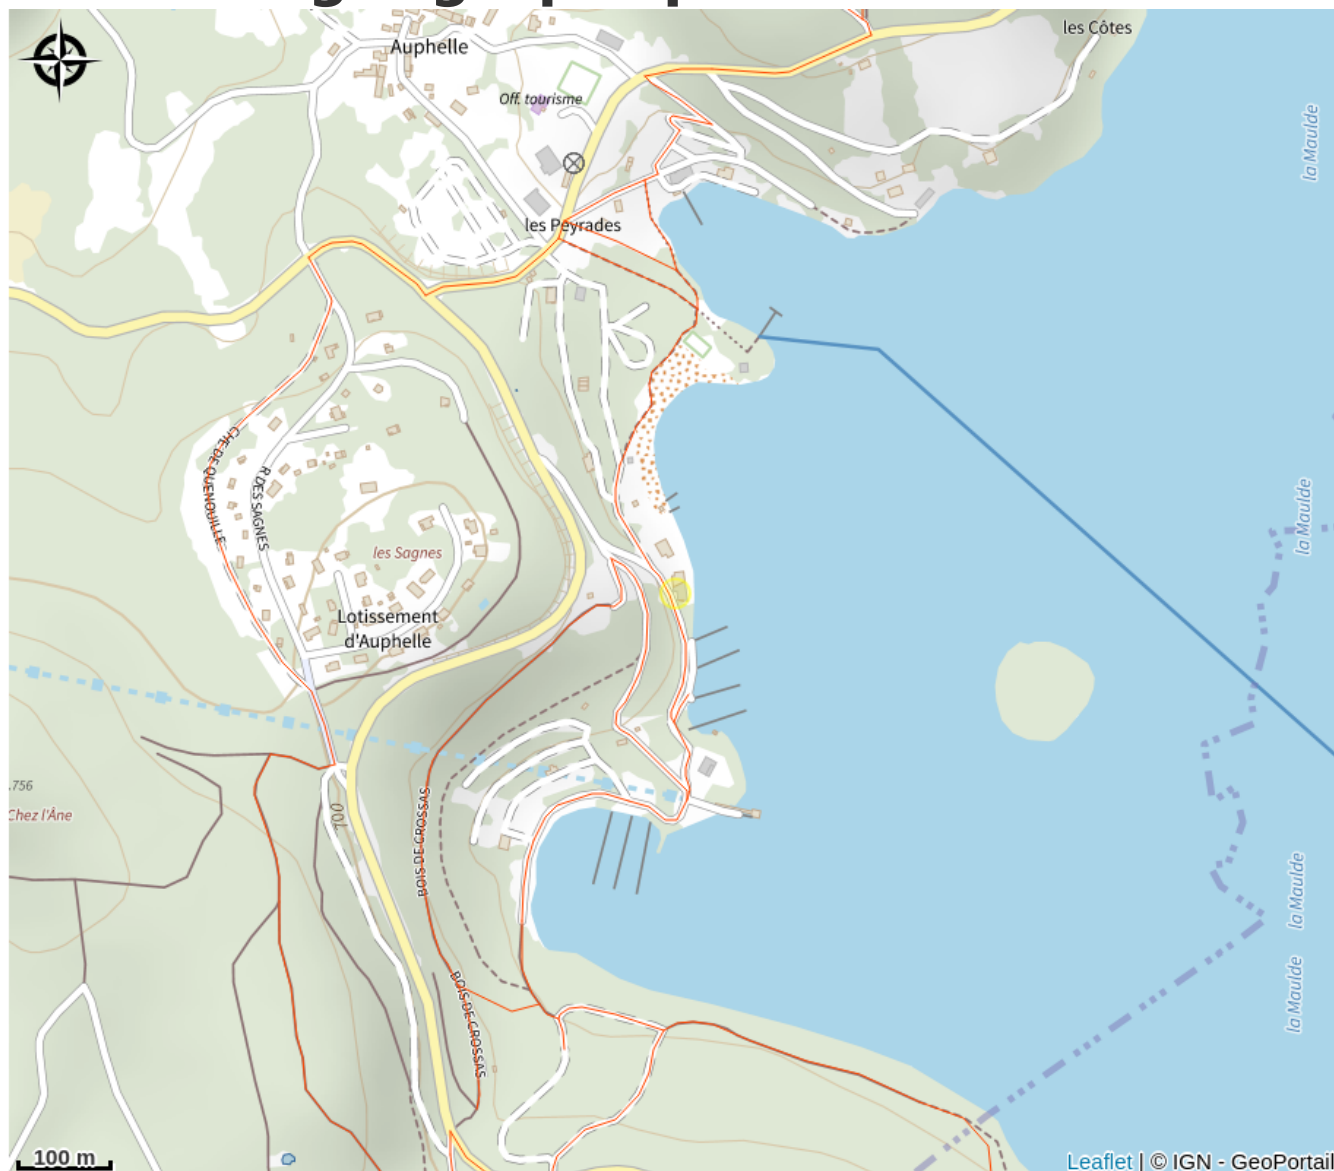 les Côtes
Auphelle
Off. tourisme
la Maulde
les Peyrades
CHE DE QUENOUILLE
R DES SAGNES
la Maulde
les Sagnes
Lotissement
d'Auphelle
.756
Chez l'Âne
700
BOIS DE CROSSAS
la Maulde
BOIS DE CROSSAS
la Maulde
100 m
Leaflet | © IGN - GeoPortail